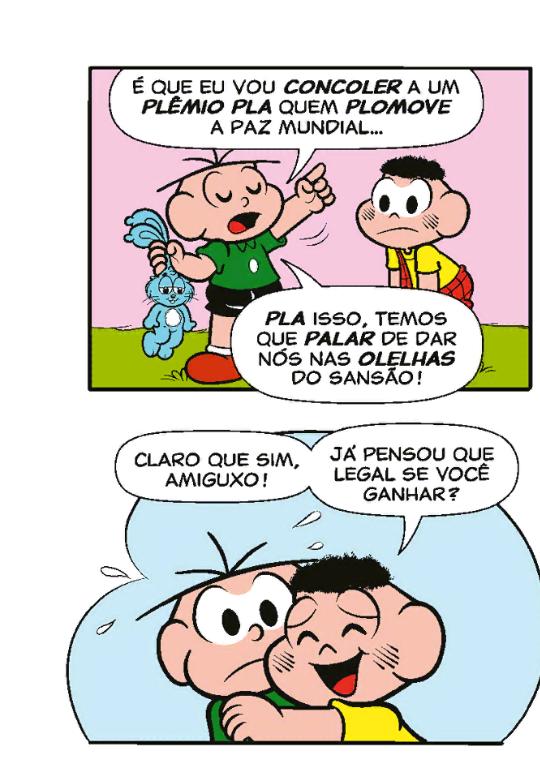 É QUE EU VOU CONCOLER A UM
PLÊMIO PLA QUEM PLOMOVE
A PAZ MUNDIAL...
PLA ISSO, TEMOS
QUE PALAR DE DAR
NÓS NAS OLELHAS
DO SANSÃO!
CLARO QUE SIM,
AMIGUXO!
JÁ PENSOU QUE
LEGAL SE VOCÊ
GANHAR?